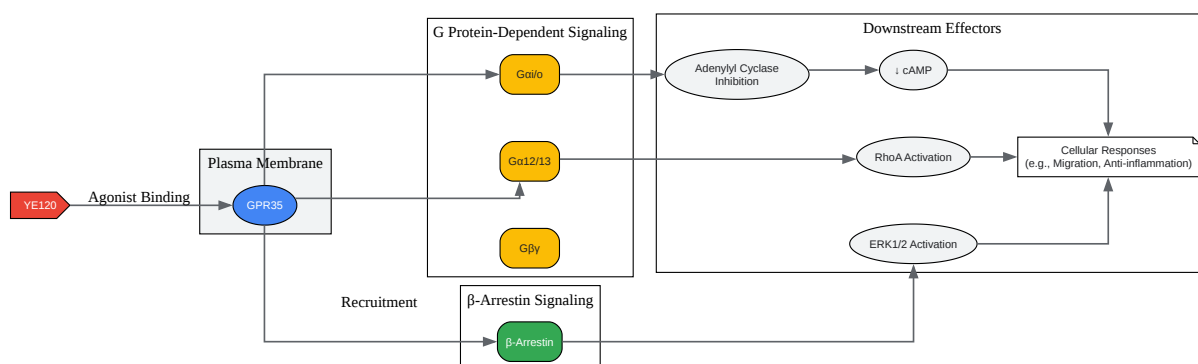 G Protein-Dependent Signaling
Downstream Effectors
Gαi/o
Adenylyl Cyclase
Inhibition
↓ cAMP
Plasma Membrane
Gα12/13
RhoA Activation
Cellular Responses
(e.g., Migration, Anti-inflammation)
YE120
Agonist Binding
GPR35
Gβγ
ERK1/2 Activation
Recruitment
β-Arrestin Signaling
β-Arrestin